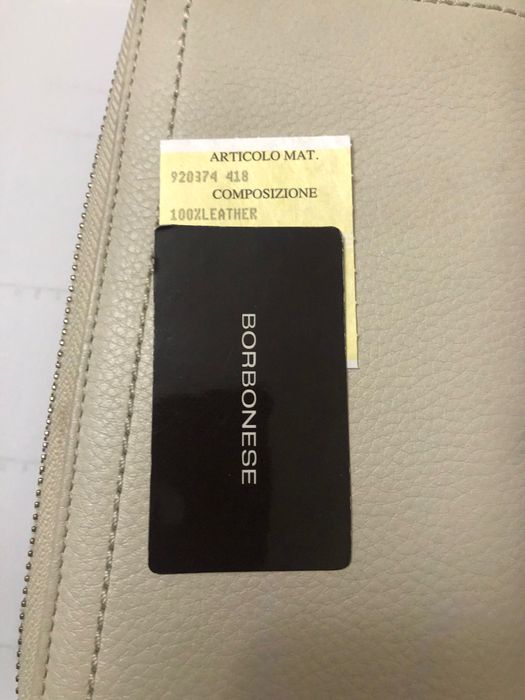 ARTICOLO MAT.
920374 418
COMPOSIZIONE
100%LEATHER
BORBONESE